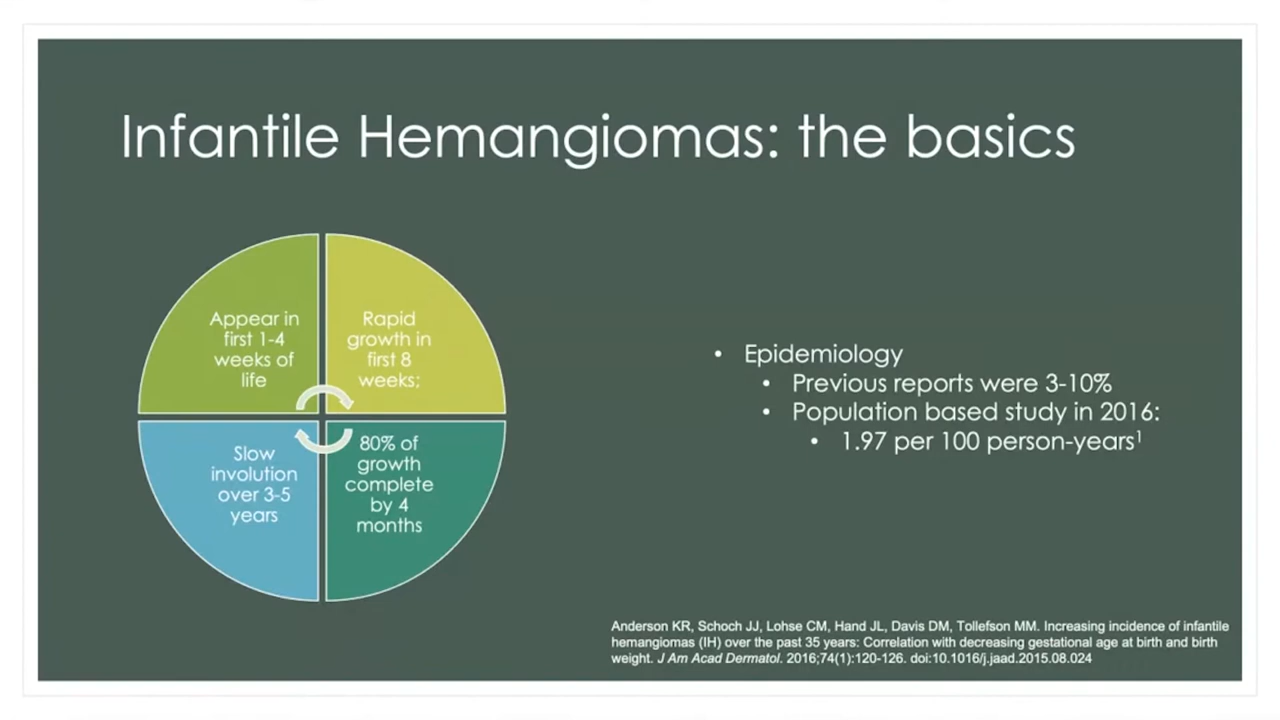 Infantile Hemangiomas: the basics
Appear in
first 1-4
weeks of
life
Rapid
growth in
first 8
weeks;
80% of
growth
complete
by 4
months
Slow
involution
over 3-5
years
• Epidemiology
• Previous reports were 3-10%
• Population based study in 2016:
• 1.97 per 100 person-years¹
Anderson KR, Schoch JJ, Lohse CM, Hand JL, Davis DM, Tollefson MM. Increasing incidence of infantile
hemangiomas (IH) over the past 35 years: Correlation with decreasing gestational age at birth and birth
weight. J Am Acad Dermatol. 2016;74(1):120-126. doi:10.1016/j.jaad.2015.08.024